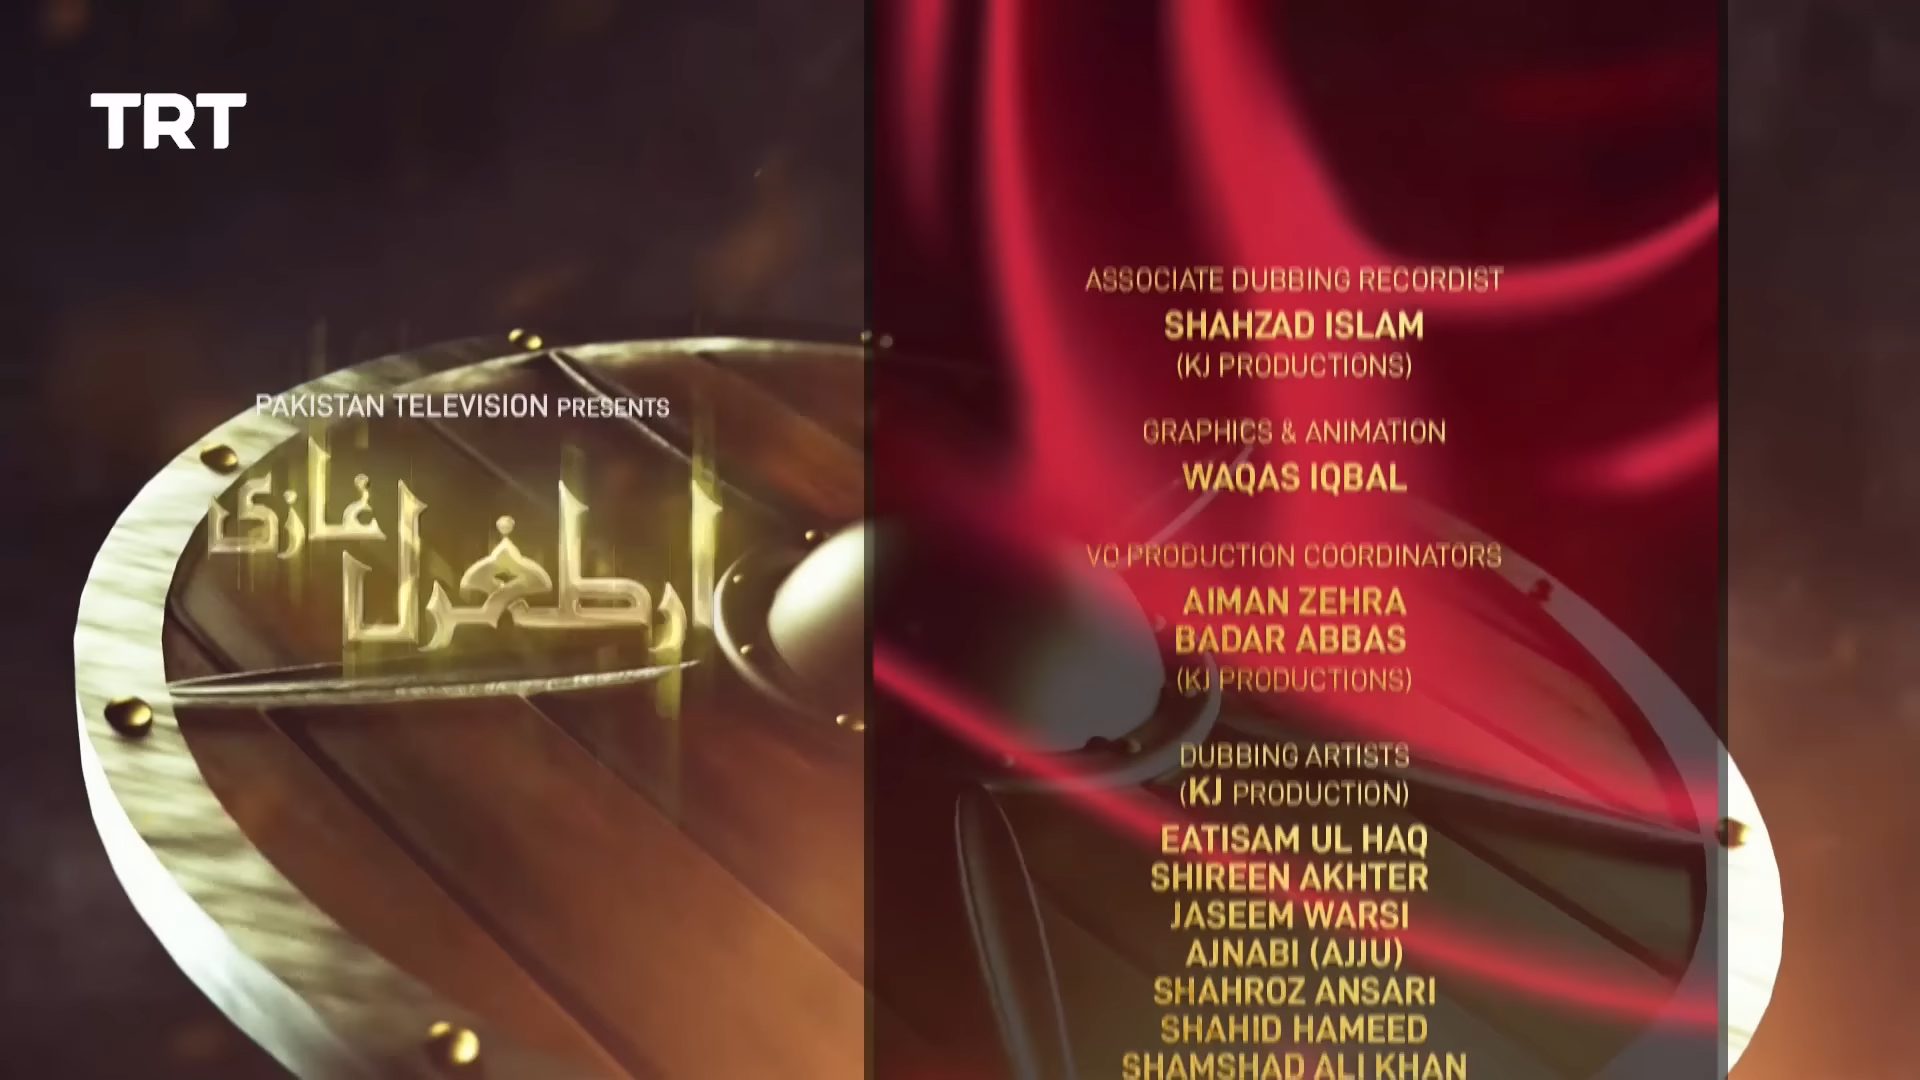 TRT
PAKISTAN TELEVISION PRESENTS
غازی
ارطغرل
ASSOCIATE DUBBING RECORDIST
SHAHZAD ISLAM
(KJ PRODUCTIONS)
GRAPHICS & ANIMATION
WAQAS IQBAL
VO PRODUCTION COORDINATORS
AIMAN ZEHRA
BADAR ABBAS
(KJ PRODUCTIONS)
DUBBING ARTISTS
(KJ PRODUCTION)
EATISAM UL HAQ
SHIREEN AKHTER
JASEEM WARSI
AJNABI (AJJU)
SHAHROZ ANSARI
SHAHID HAMEED
SHAMSHAD ALI KHAN